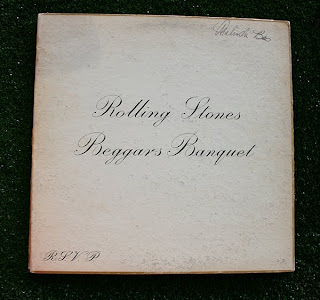 Rolling Stones
Beggars Banquet
R.S.V.P.